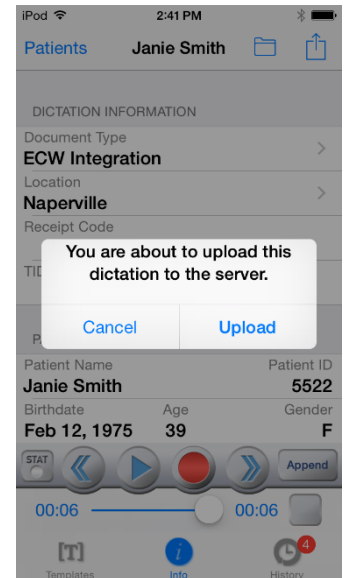 iPod 2:41 PM
Patients Janie Smith
DICTATION INFORMATION
Document Type
ECW Integration
Location
Naperville
Receipt Code
You are about to upload this
dictation to the server.
TID
Cancel Upload
P
Patient Name Patient ID
Janie Smith 5522
Birthdate Age Gender
Feb 12, 1975 39 F
STAT Append
00:06 00:06
[T] i 4
Templates Info History